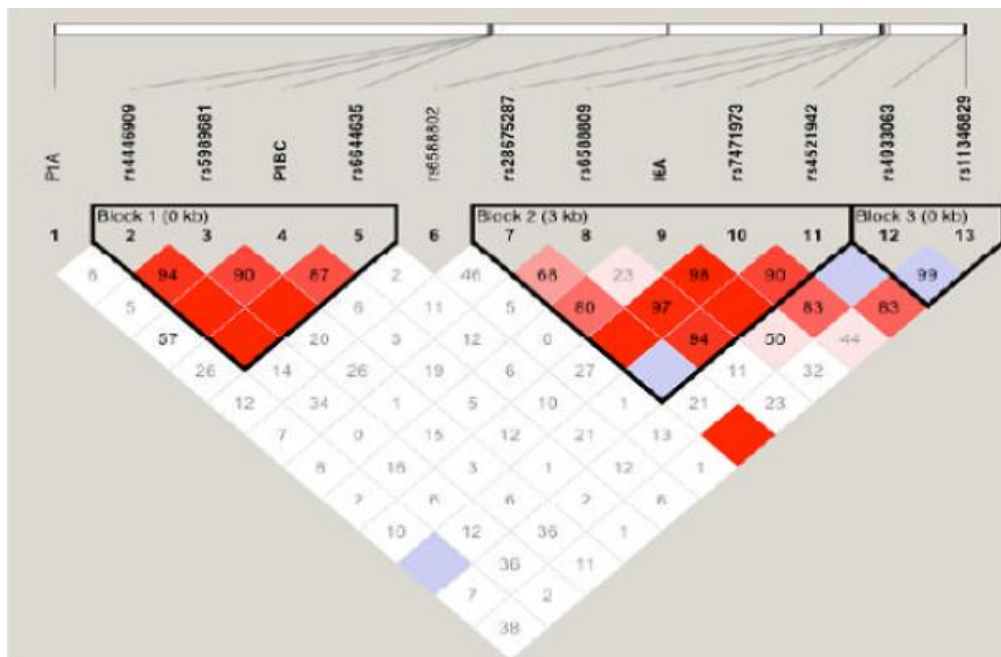 P1A
rs4446909
rs5989681
P1BC
rs6644635
rs6588802
rs28675287
rs6588809
I6A
rs7471973
rs4521942
rs4933063
rs11346829
Block 1 (0 kb) Block 2 (3 kb) Block 3 (0 kb)
1 2 3 4 5 6 7 8 9 10 11 12 13
6 94 90 87 2 46 68 23 98 90 99
5 6 11 5 80 97 83 83
57 20 3 12 0 94 50 44
26 14 26 19 6 27 11 32
12 34 1 5 10 1 21 23
7 0 15 12 21 13
8 16 3 1 12 1
2 6 6 2 6
10 12 36 1
36 11
7 2
38